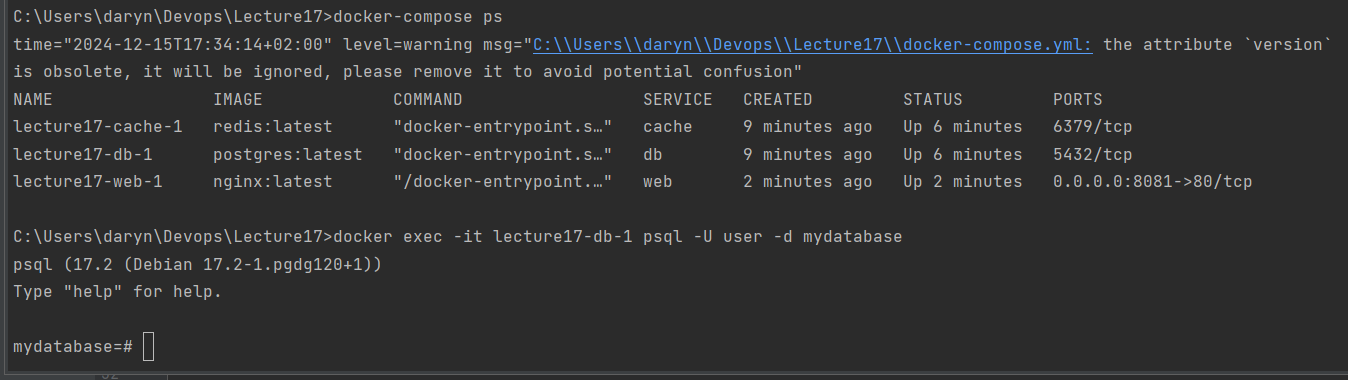 C:\Users\daryn\Devops\Lecture17>docker-compose ps
time="2024-12-15T17:34:14+02:00" level=warning msg="C:\\Users\\daryn\\Devops\\Lecture17\\docker-compose.yml: the attribute `version`
is obsolete, it will be ignored, please remove it to avoid potential confusion"
NAME                IMAGE             COMMAND                  SERVICE   CREATED         STATUS         PORTS
lecture17-cache-1   redis:latest      "docker-entrypoint.s…"   cache     9 minutes ago   Up 6 minutes   6379/tcp
lecture17-db-1      postgres:latest   "docker-entrypoint.s…"   db        9 minutes ago   Up 6 minutes   5432/tcp
lecture17-web-1     nginx:latest      "/docker-entrypoint.…"   web       2 minutes ago   Up 2 minutes   0.0.0.0:8081->80/tcp
C:\Users\daryn\Devops\Lecture17>docker exec -it lecture17-db-1 psql -U user -d mydatabase
psql (17.2 (Debian 17.2-1.pgdg120+1))
Type "help" for help.
mydatabase=#